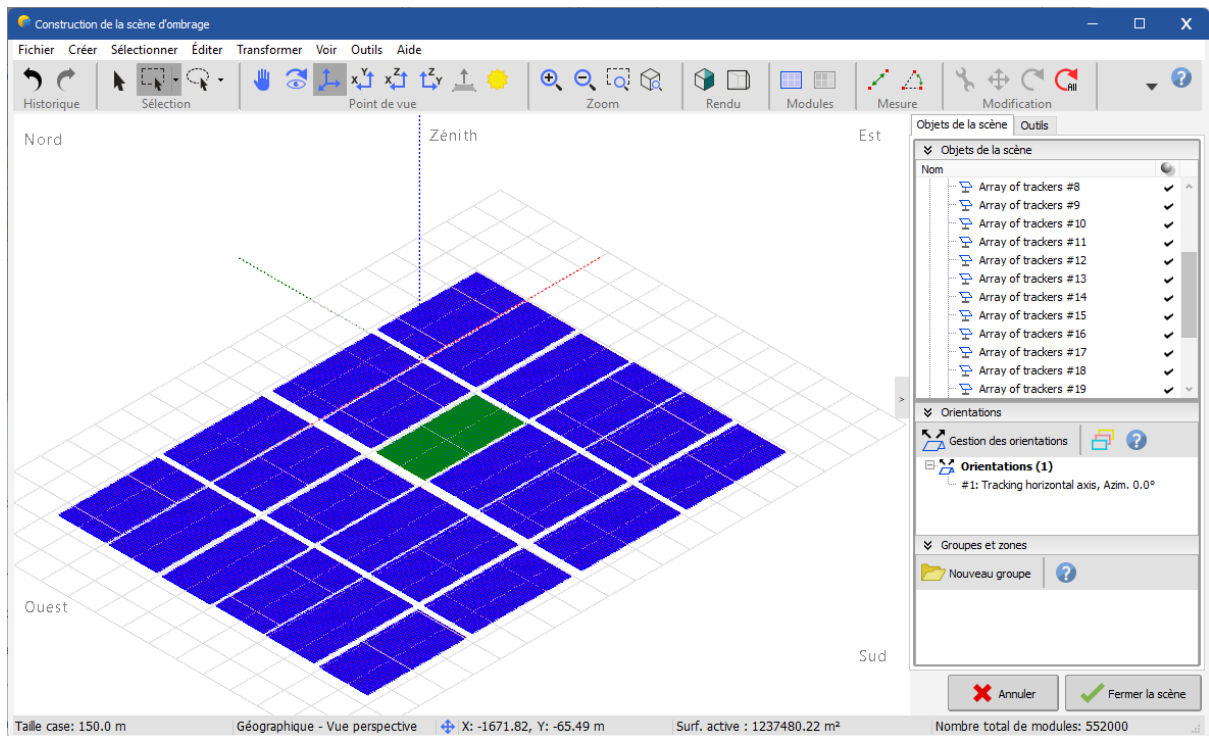 Construction de la scène d'ombrage
Fichier Créer Sélectionner Éditer Transformer Voir Outils Aide
Historique Sélection Point de vue Zoom Rendu Modules Mesure Modification
Objets de la scène Outils
Nord Zénith Est
Objets de la scène
Nom
Array of trackers #8
Array of trackers #9
Array of trackers #10
Array of trackers #11
Array of trackers #12
Array of trackers #13
Array of trackers #14
Array of trackers #15
Array of trackers #16
Array of trackers #17
Array of trackers #18
Array of trackers #19
Orientations
Gestion des orientations
Orientations (1)
#1: Tracking horizontal axis, Azim. 0.0°
Groupes et zones
Nouveau groupe
Ouest
Sud
Annuler Fermer la scène
Taille case: 150.0 m Géographique - Vue perspective X: -1671.82, Y: -65.49 m Surf. active : 1237480.22 m² Nombre total de modules: 552000